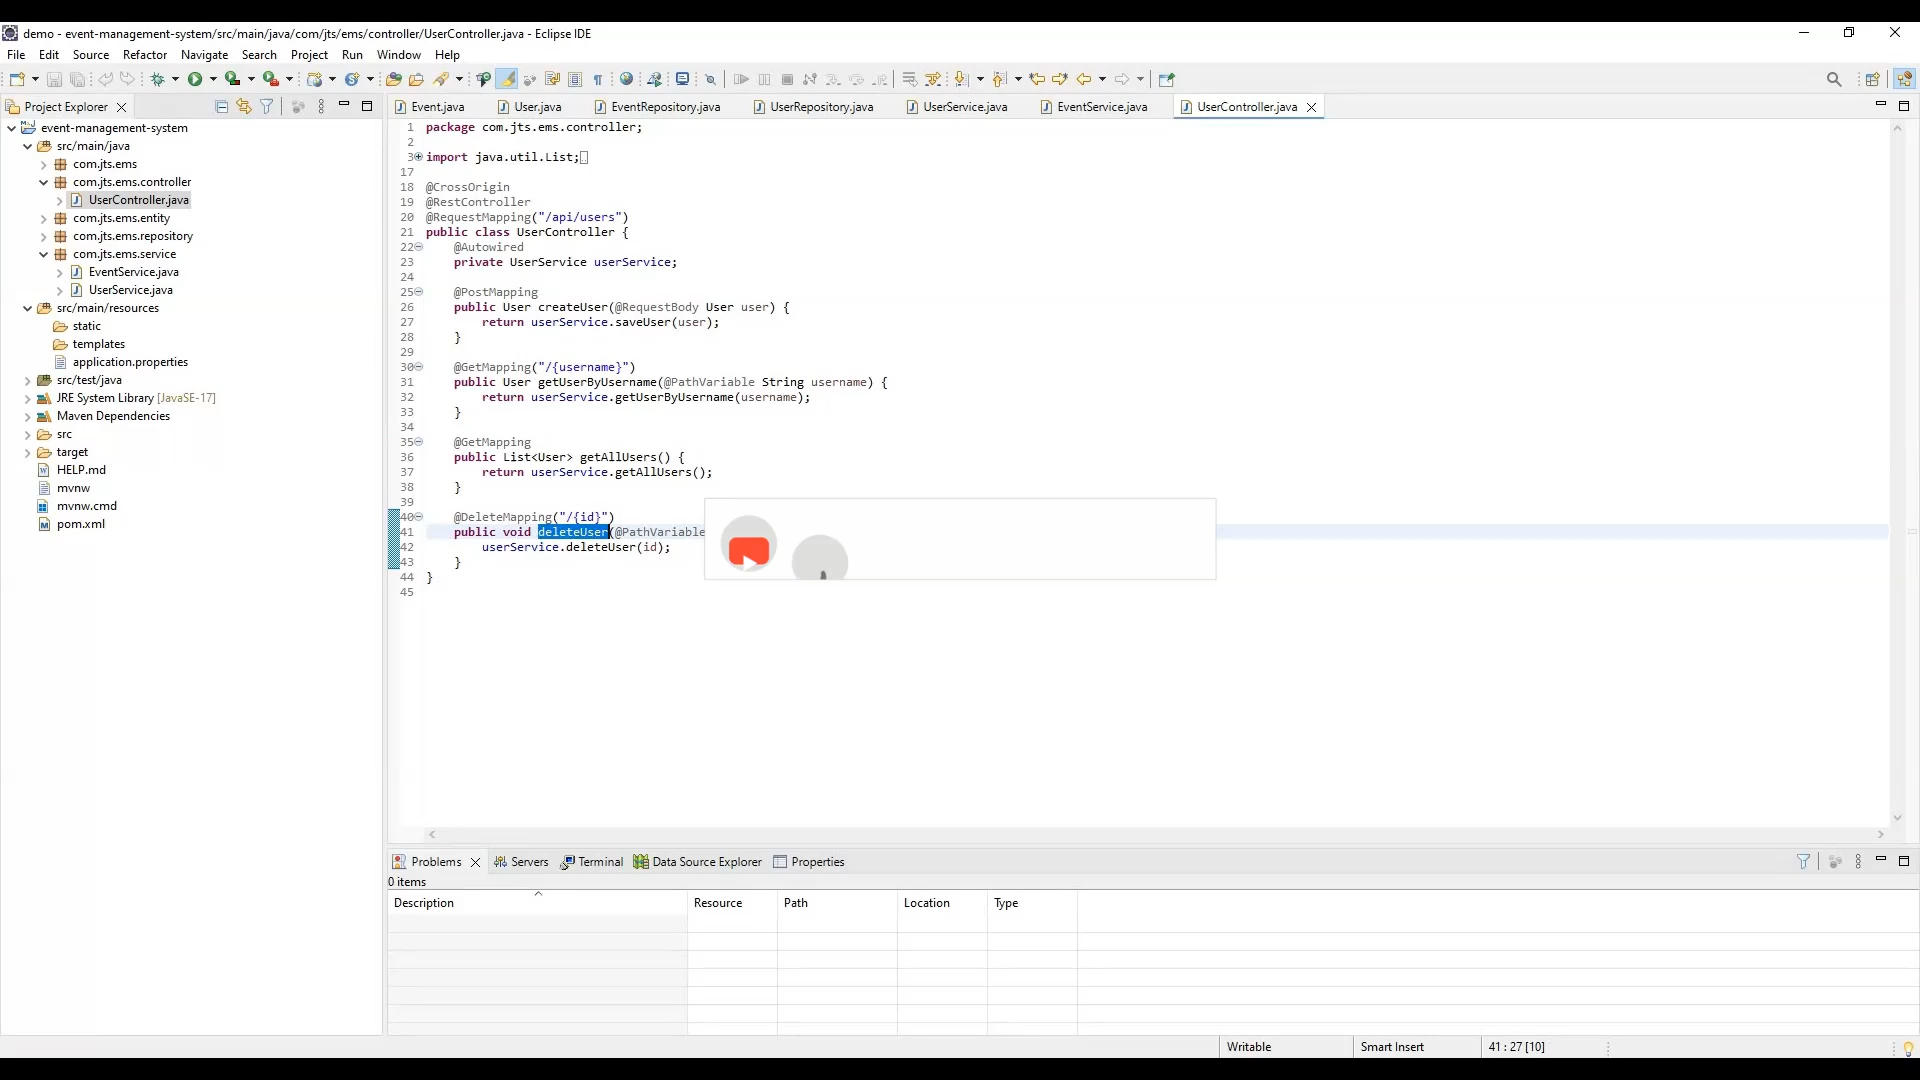 demo - event-management-system/src/main/java/com/jts/ems/controller/UserController.java - Eclipse IDE
File Edit Source Refactor Navigate Search Project Run Window Help
Project Explorer
event-management-system
src/main/java
com.jts.ems
com.jts.ems.controller
UserController.java
com.jts.ems.entity
com.jts.ems.repository
com.jts.ems.service
EventService.java
UserService.java
src/main/resources
static
templates
application.properties
src/test/java
JRE System Library [JavaSE-17]
Maven Dependencies
src
target
HELP.md
mvnw
mvnw.cmd
pom.xml
Event.java User.java EventRepository.java UserRepository.java UserService.java EventService.java UserController.java
1 package com.jts.ems.controller;
2
3 import java.util.List;
17
18 @CrossOrigin
19 @RestController
20 @RequestMapping("/api/users")
21 public class UserController {
22 @Autowired
23 private UserService userService;
24
25 @PostMapping
26 public User createUser(@RequestBody User user) {
27 return userService.saveUser(user);
28 }
29
30 @GetMapping("/{username}")
31 public User getUserByUsername(@PathVariable String username) {
32 return userService.getUserByUsername(username);
33 }
34
35 @GetMapping
36 public List<User> getAllUsers() {
37 return userService.getAllUsers();
38 }
39
40 @DeleteMapping("/{id}")
41 public void deleteUser(@PathVariable
42 userService.deleteUser(id);
43 }
44 }
45
Problems Servers Terminal Data Source Explorer Properties
0 items
Description Resource Path Location Type
Writable Smart Insert 41 : 27 [10]